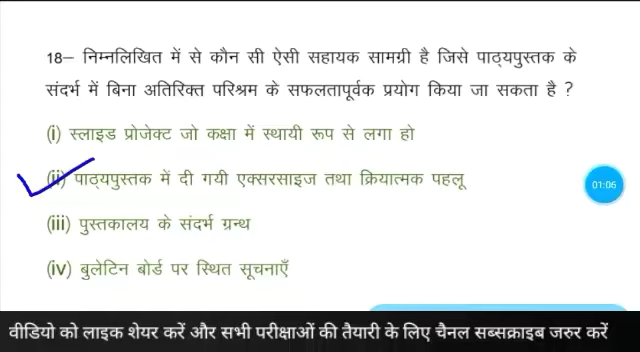 18– निम्नलिखित में से कौन सी ऐसी सहायक सामग्री है जिसे पाठ्यपुस्तक के
संदर्भ में बिना अतिरिक्त परिश्रम के सफलतापूर्वक प्रयोग किया जा सकता है ?
(i) स्लाइड प्रोजेक्ट जो कक्षा में स्थायी रूप से लगा हो
(ii) पाठ्यपुस्तक में दी गयी एक्सरसाइज तथा क्रियात्मक पहलू
01:06
(iii) पुस्तकालय के संदर्भ ग्रन्थ
(iv) बुलेटिन बोर्ड पर स्थित सूचनाएँ
वीडियो को लाइक शेयर करें और सभी परीक्षाओं की तैयारी के लिए चैनल सब्सक्राइब जरुर करें